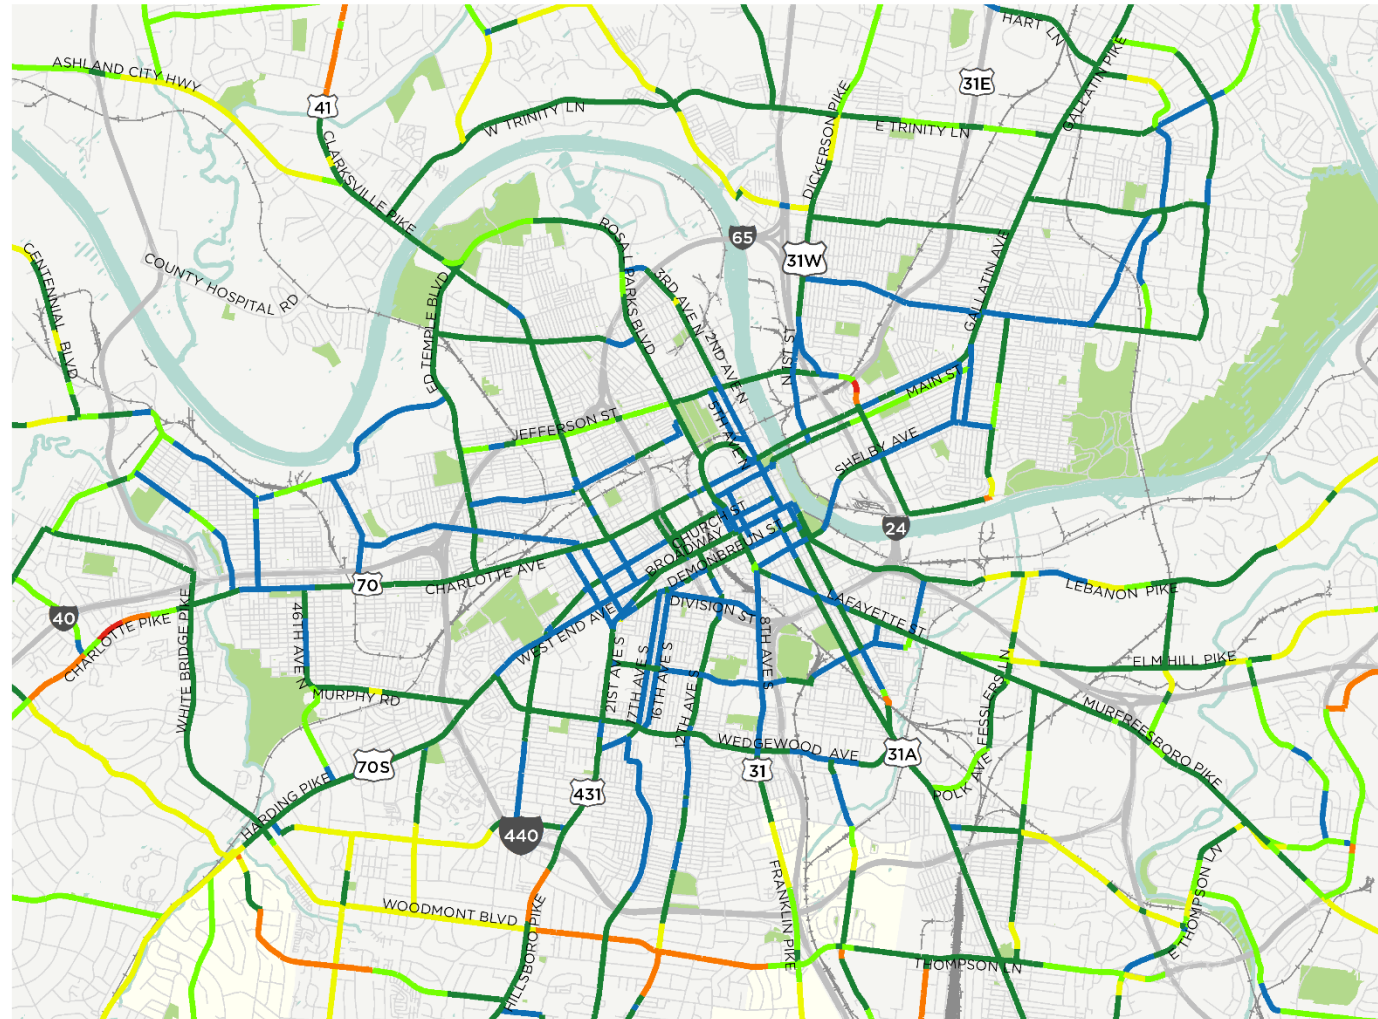 HART LN
GALLATIN PIKE
ASHLAND CITY HWY
31E
41
DICKERSON PIKE
W TRINITY LN
E TRINITY LN
CLARKSVILLE PIKE
ROSA L PARKS BLVD
65
31W
CENTENNIAL BLVD
COUNTY HOSPITAL RD
3RD AVE N
2ND AVE N
GALLATIN AVE
ED TEMPLE BLVD
N 1ST ST
MAIN ST
JEFFERSON ST
5TH AVE N
SHELBY AVE
24
CHURCH ST
BROADWAY
DEMONBREUN ST
70
CHARLOTTE AVE
LEBANON PIKE
LAFAYETTE ST
40
CHARLOTTE PIKE
WHITE BRIDGE PIKE
46TH AVE N
WEST END AVE
DIVISION ST
8TH AVE S
21ST AVE S
17TH AVE S
16TH AVE S
12TH AVE S
ELM HILL PIKE
MURPHY RD
FESSLERS LN
MURFREESBORO PIKE
WEDGEWOOD AVE
31A
70S
31
POLK AVE
431
HARDING PIKE
440
E THOMPSON LN
FRANKLIN PIKE
WOODMONT BLVD
HILLSBORO PIKE
THOMPSON LN